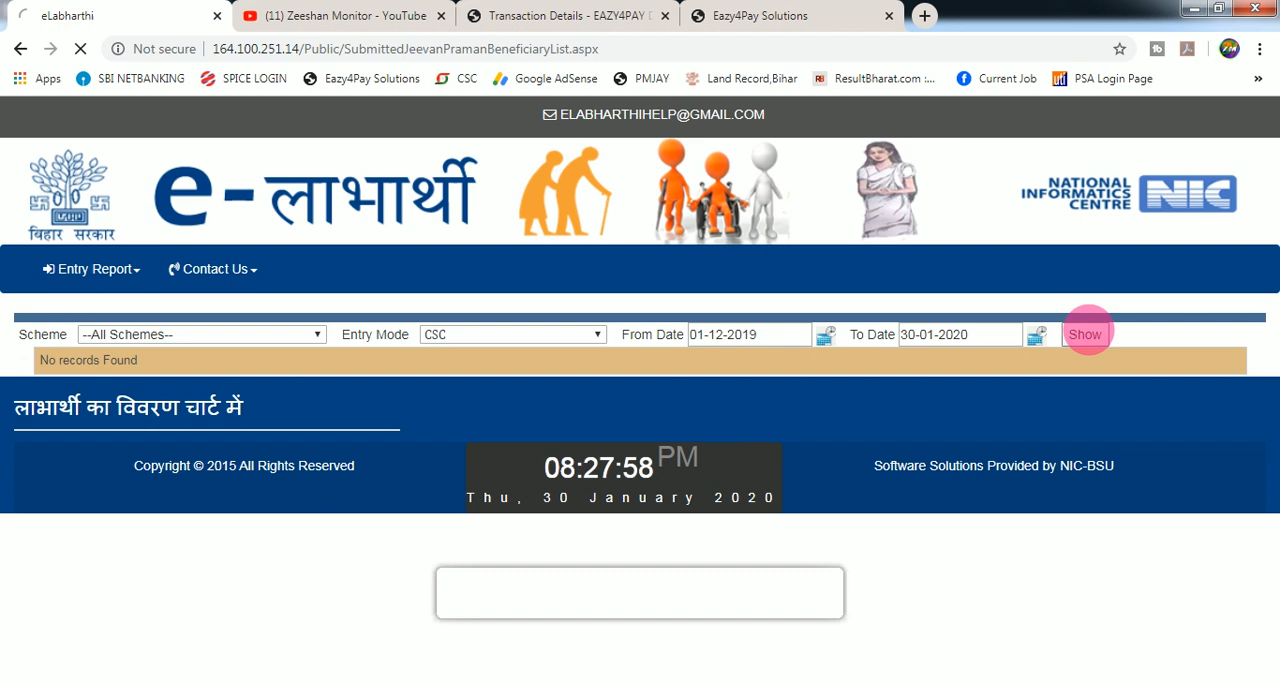 eLabharthi
(11) Zeeshan Monitor - YouTube
Transaction Details - EAZY4PAY
Eazy4Pay Solutions
Not secure
164.100.251.14/Public/SubmittedJeevanPramanBeneficiaryList.aspx
Apps
SBI NETBANKING
SPICE LOGIN
Eazy4Pay Solutions
CSC
Google AdSense
PMJAY
Land Record,Bihar
ResultBharat.com :...
Current Job
PSA Login Page
»
ELABHARTHIHELP@GMAIL.COM
बिहार सरकार
e-लाभार्थी
NATIONAL
INFORMATICS
CENTRE
NIC
Entry Report
Contact Us
Scheme --All Schemes-- Entry Mode CSC From Date 01-12-2019 To Date 30-01-2020 Show
No records Found
लाभार्थी का विवरण चार्ट में
Copyright © 2015 All Rights Reserved
08:27:58 PM
Thu, 30 January 2020
Software Solutions Provided by NIC-BSU